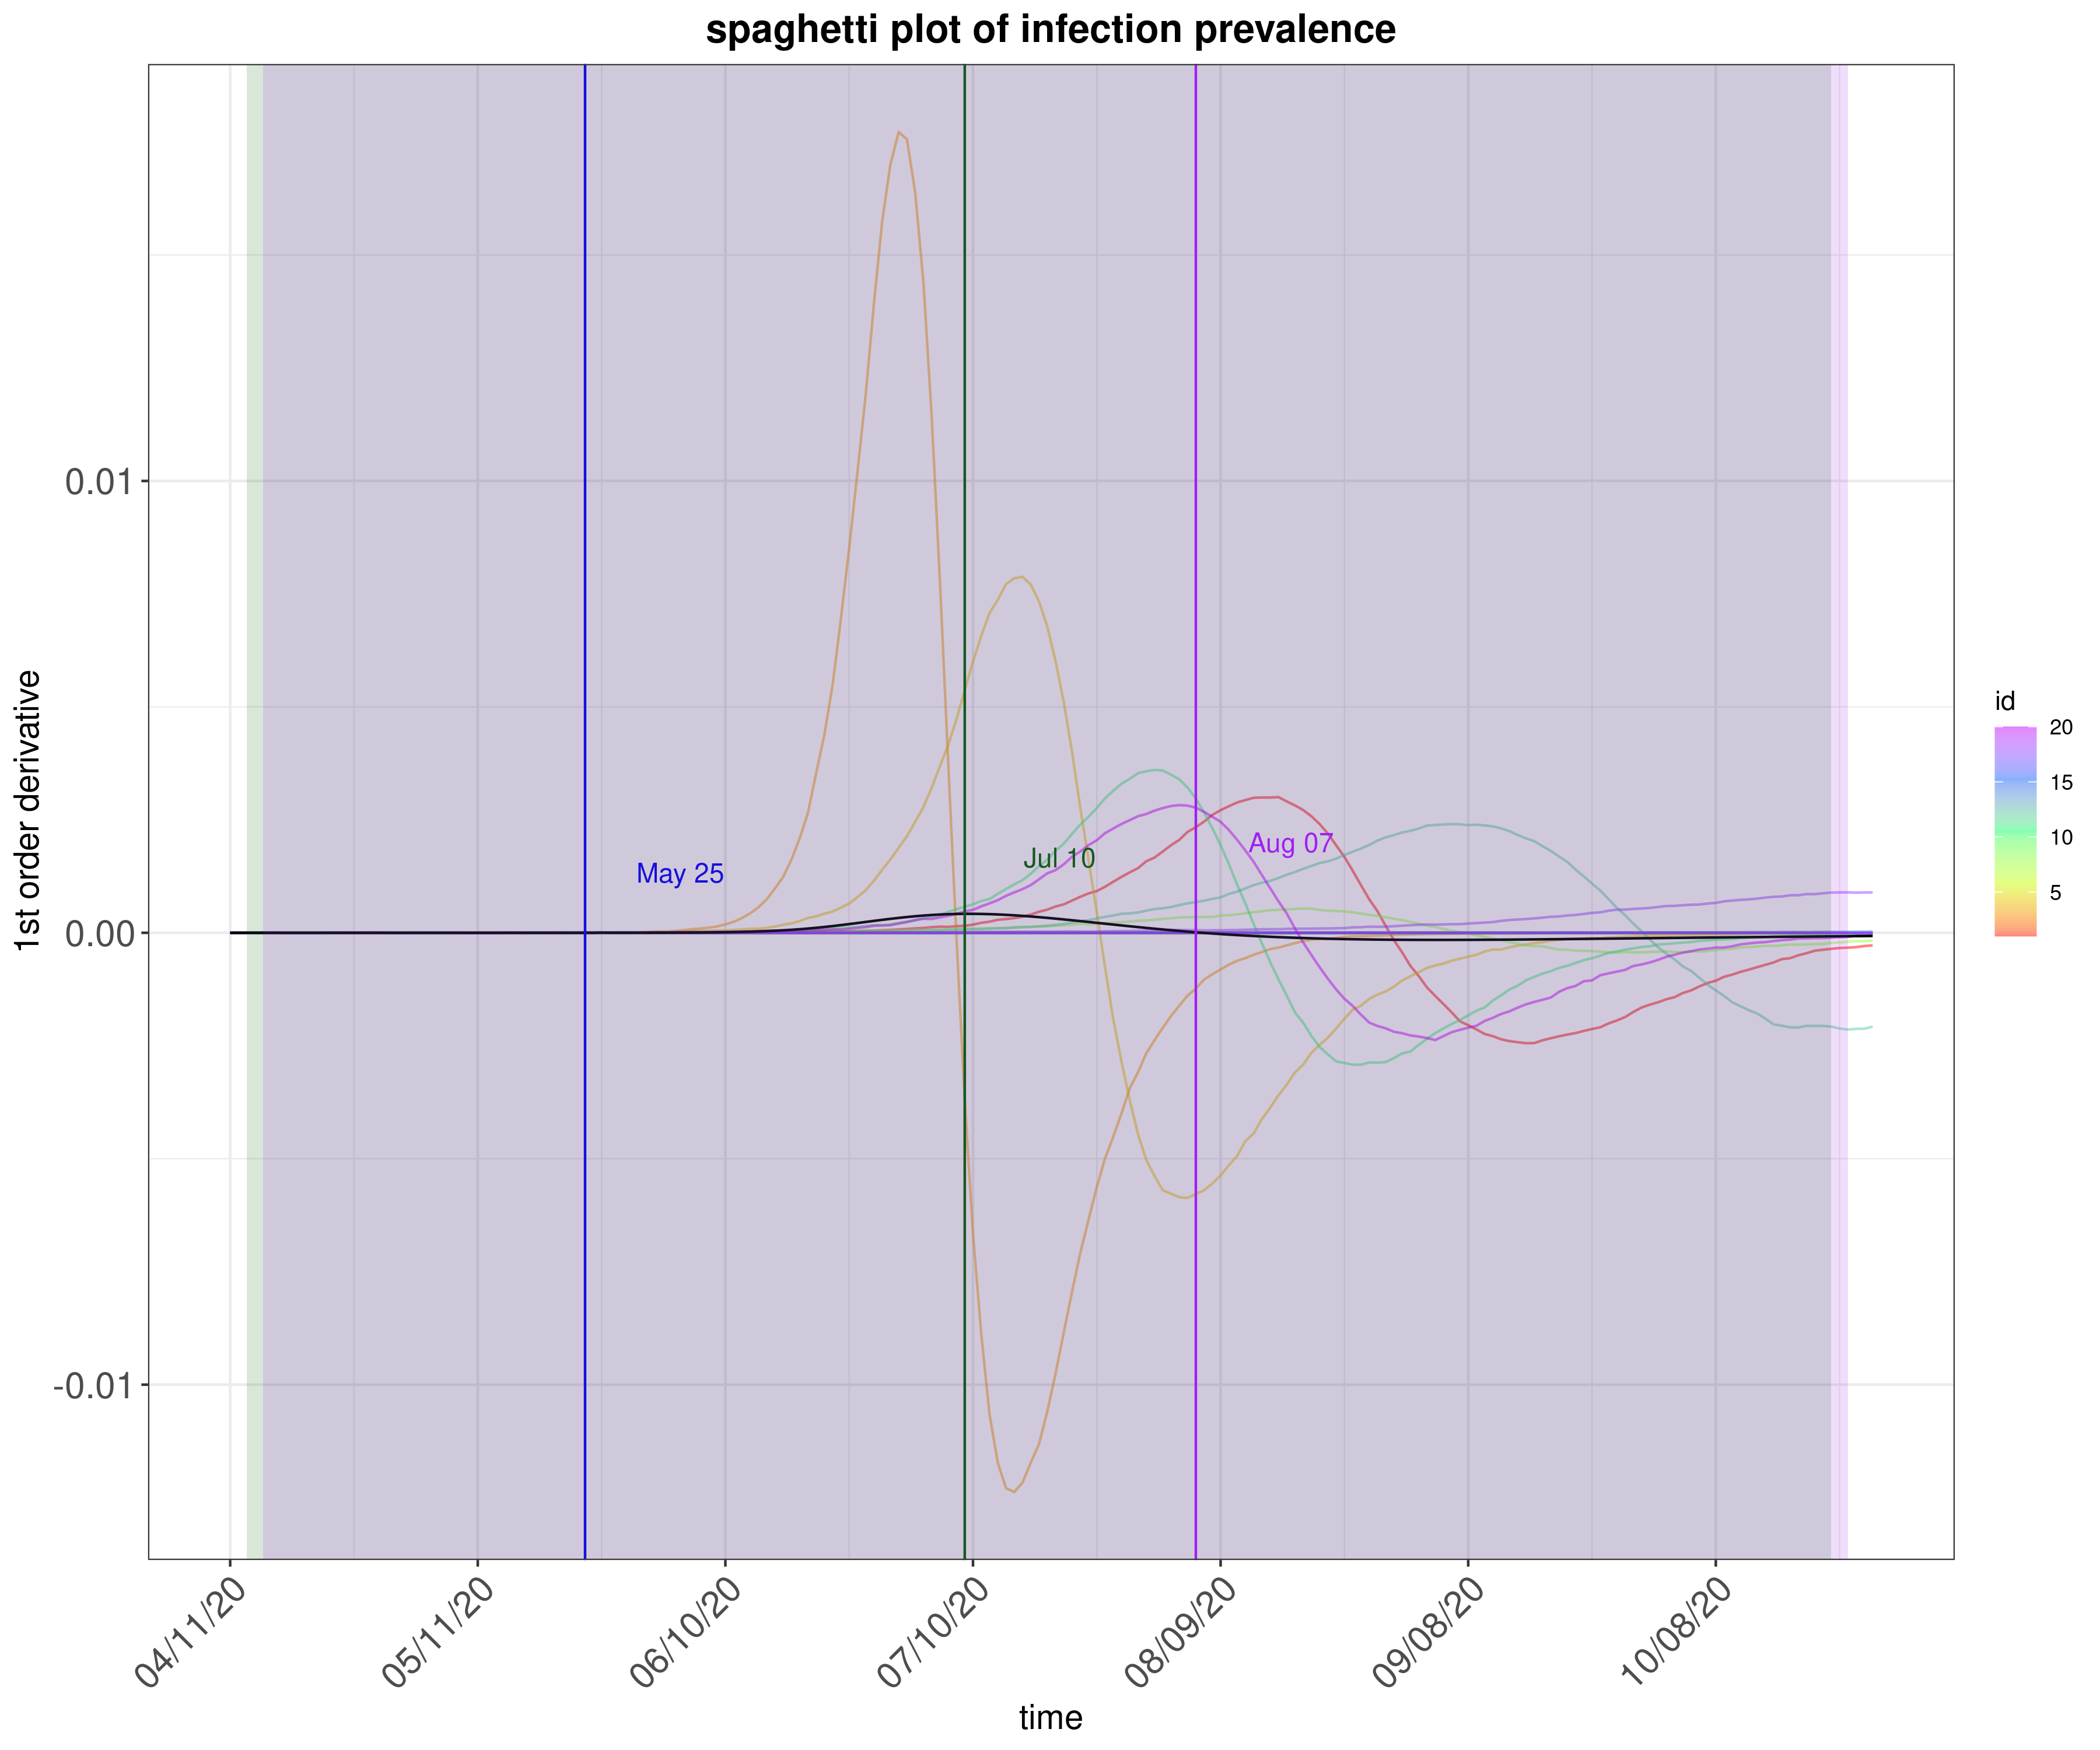 spaghetti plot of infection prevalence
1st order derivative
0.01
0.00
-0.01
May 25
Jul 10
Aug 07
04/11/20
05/11/20
06/10/20
07/10/20
08/09/20
09/08/20
10/08/20
time
id
20
15
10
5